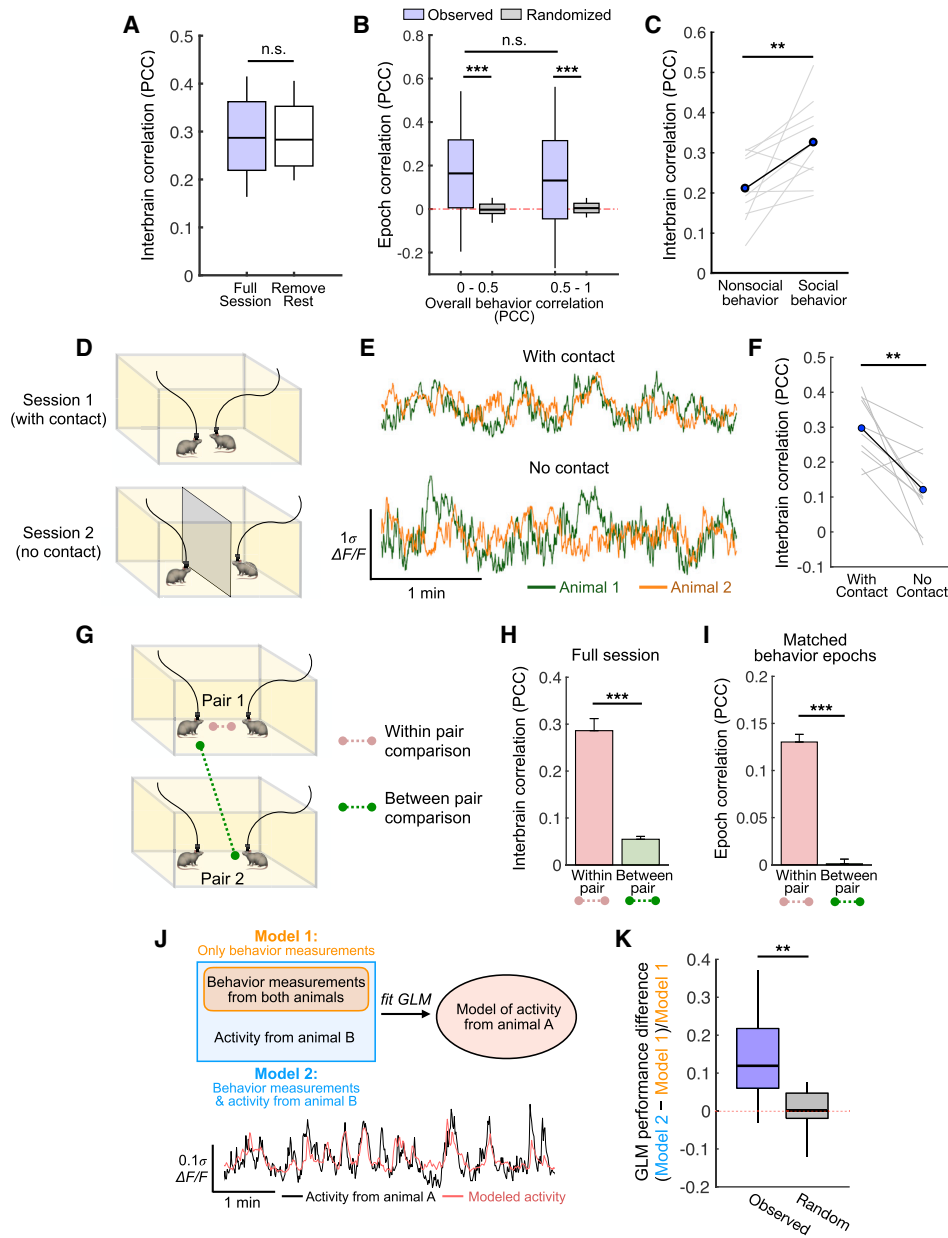 A
Interbrain correlation (PCC)
0.5
0.4
0.3
0.2
0.1
0
n.s.
Full Session
Remove Rest
B
Observed
Randomized
Epoch correlation (PCC)
0.8
0.6
0.4
0.2
0
-0.2
n.s.
***
***
0 - 0.5
0.5 - 1
Overall behavior correlation
(PCC)
C
Interbrain correlation (PCC)
0.6
0.5
0.4
0.3
0.2
0.1
0
**
Nonsocial behavior
Social behavior
D
Session 1
(with contact)
Session 2
(no contact)
E
With contact
No contact
1σ
ΔF/F
1 min
Animal 1
Animal 2
F
Interbrain correlation (PCC)
0.5
0.4
0.3
0.2
0.1
0
-0.1
**
With Contact
No Contact
G
Pair 1
Pair 2
Within pair
comparison
Between pair
comparison
H
Full session
Interbrain correlation (PCC)
0.4
0.3
0.2
0.1
0
***
Within pair
Between pair
I
Matched
behavior epochs
Epoch correlation (PCC)
0.2
0.15
0.1
0.05
0
***
Within pair
Between pair
J
Model 1:
Only behavior measurements
Behavior measurements
from both animals
Activity from animal B
fit GLM
Model of activity
from animal A
Model 2:
Behavior measurements
& activity from animal B
0.1σ
ΔF/F
1 min
Activity from animal A
Modeled activity
K
GLM performance difference
(Model 2 – Model 1)/Model 1
0.4
0.3
0.2
0.1
0
-0.1
-0.2
**
Observed
Random